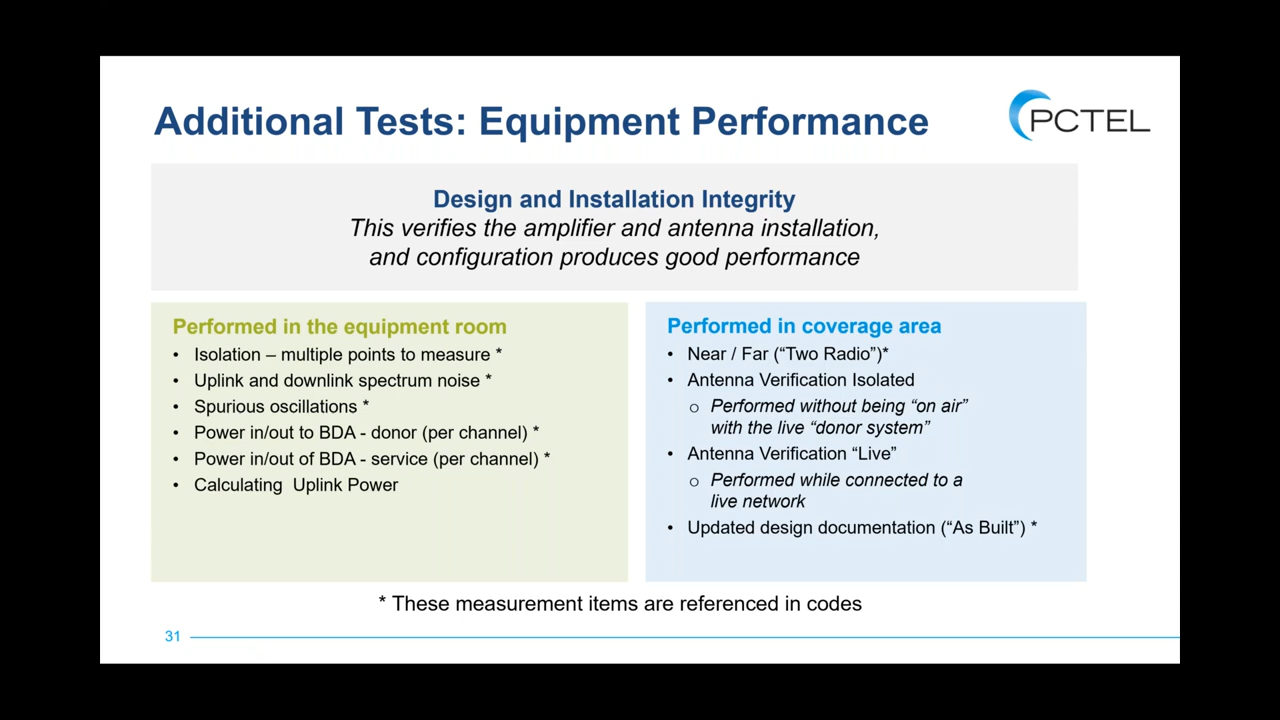 Additional Tests: Equipment Performance
PCTEL
Design and Installation Integrity
This verifies the amplifier and antenna installation,
and configuration produces good performance
Performed in the equipment room
• Isolation – multiple points to measure *
• Uplink and downlink spectrum noise *
• Spurious oscillations *
• Power in/out to BDA - donor (per channel) *
• Power in/out of BDA - service (per channel) *
• Calculating  Uplink Power
Performed in coverage area
• Near / Far (“Two Radio”)*
• Antenna Verification Isolated
o Performed without being “on air”
with the live “donor system”
• Antenna Verification “Live”
o Performed while connected to a
live network
• Updated design documentation (“As Built”) *
* These measurement items are referenced in codes
31